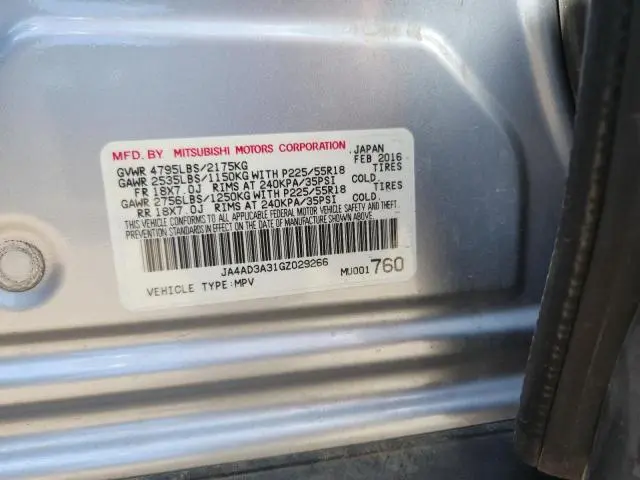 MFD. BY MITSUBISHI MOTORS CORPORATION JAPAN
GVWR 4795LBS/2175KG FEB 2016
GAWR 2535LBS/1150KG WITH P225/55R18 TIRES
FR 18X7.0J RIMS AT 240KPA/35PSI COLD.
GAWR 2756LBS/1250KG WITH P225/55R18 TIRES
RR 18X7.0J RIMS AT 240KPA/35PSI COLD.
THIS VEHICLE CONFORMS TO ALL APPLICABLE FEDERAL MOTOR VEHICLE SAFETY AND THEFT
PREVENTION STANDARDS IN EFFECT ON THE DATE OF MANUFACTURE SHOWN ABOVE.
JA4AD3A31GZ029266
VEHICLE TYPE:MPV MU001760